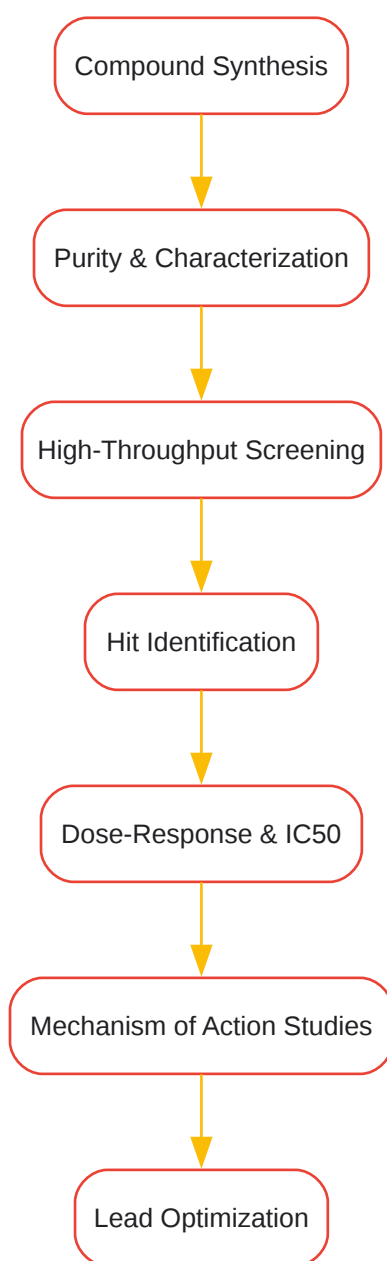 Compound Synthesis
Purity & Characterization
High-Throughput Screening
Hit Identification
Dose-Response & IC50
Mechanism of Action Studies
Lead Optimization